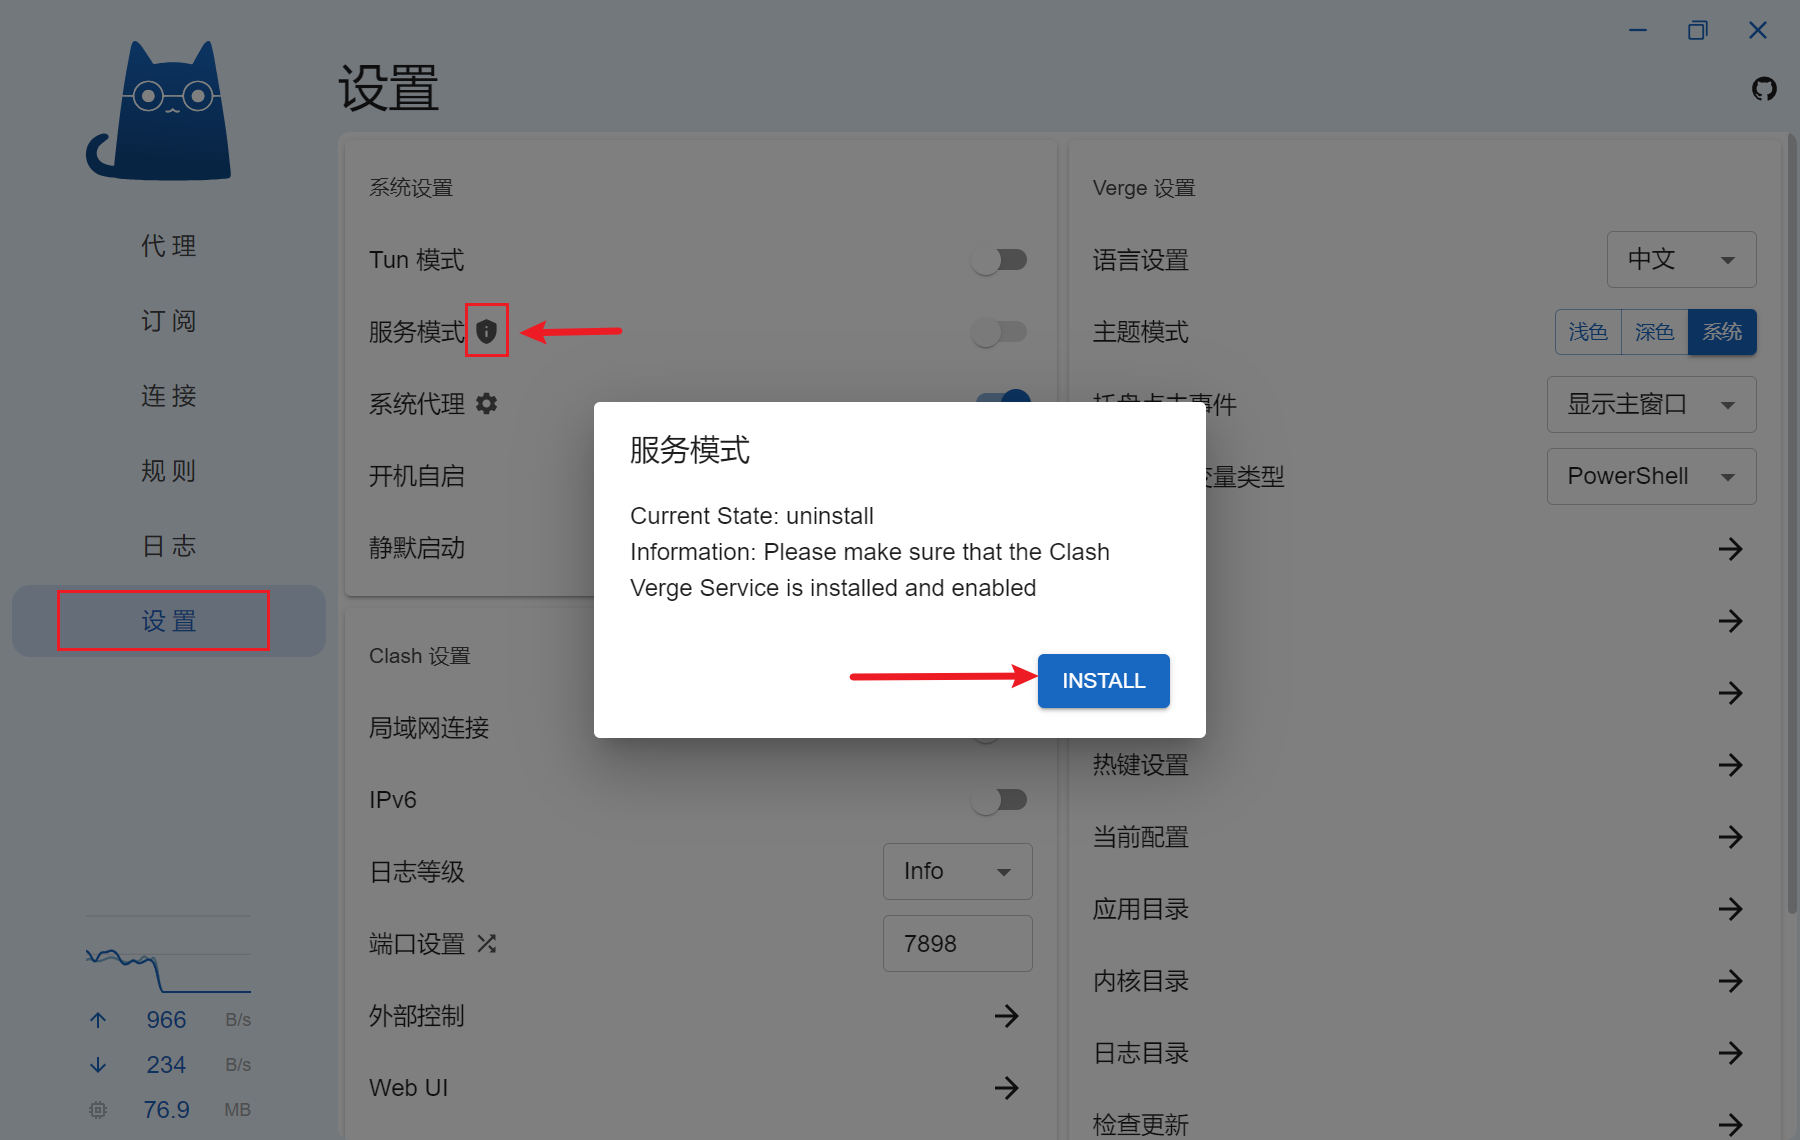 设置
代理
订阅
连接
规则
日志
设置
966 B/s
234 B/s
76.9 MB
系统设置
Tun 模式
服务模式
系统代理
开机自启
静默启动
Clash 设置
局域网连接
IPv6
日志等级 Info
端口设置 7898
外部控制
Web UI
Verge 设置
语言设置 中文
主题模式 浅色 深色 系统
托盘点击事件 显示主窗口
变量类型 PowerShell
热键设置
当前配置
应用目录
内核目录
日志目录
检查更新
服务模式
Current State: uninstall
Information: Please make sure that the Clash
Verge Service is installed and enabled
INSTALL